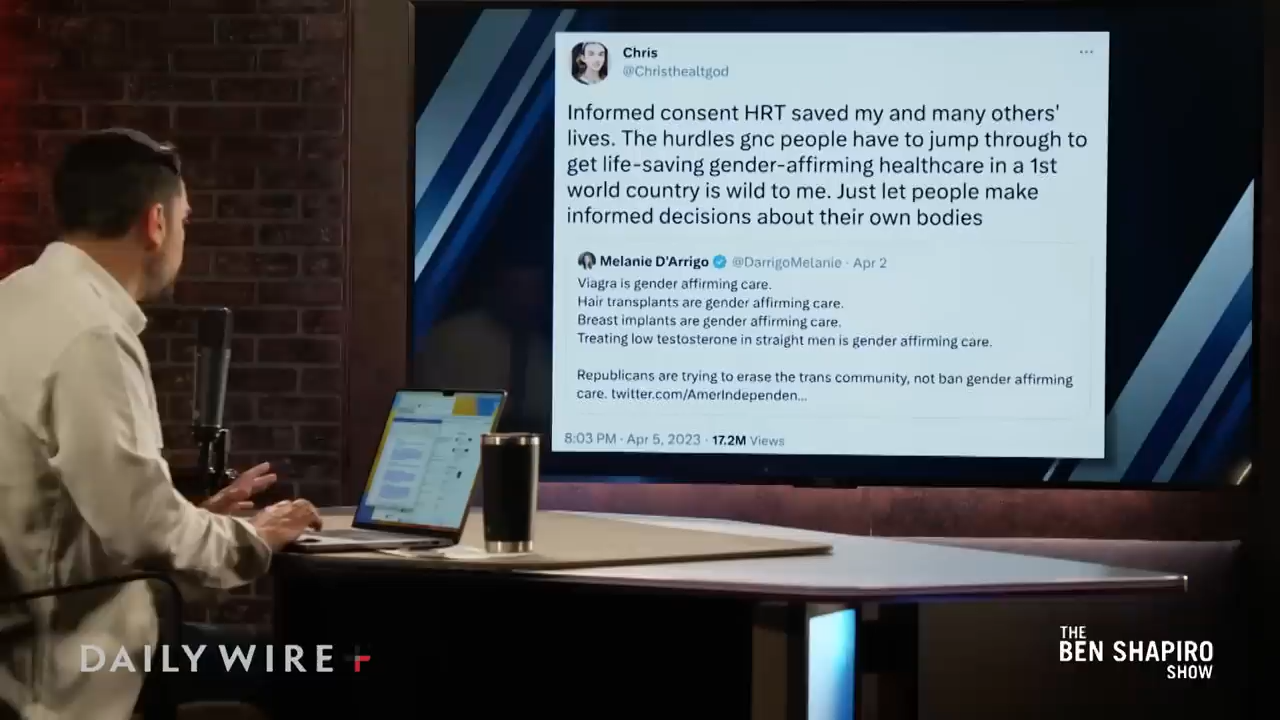 Chris
@Christhealtgod
Informed consent HRT saved my and many others'
lives. The hurdles gnc people have to jump through to
get life-saving gender-affirming healthcare in a 1st
world country is wild to me. Just let people make
informed decisions about their own bodies
Melanie D'Arrigo @DarrigoMelanie · Apr 2
Viagra is gender affirming care.
Hair transplants are gender affirming care.
Breast implants are gender affirming care.
Treating low testosterone in straight men is gender affirming care.
Republicans are trying to erase the trans community, not ban gender affirming
care. twitter.com/AmerIndependen...
8:03 PM · Apr 5, 2023 · 17.2M Views
DAILYWIRE+
THE
BEN SHAPIRO
SHOW